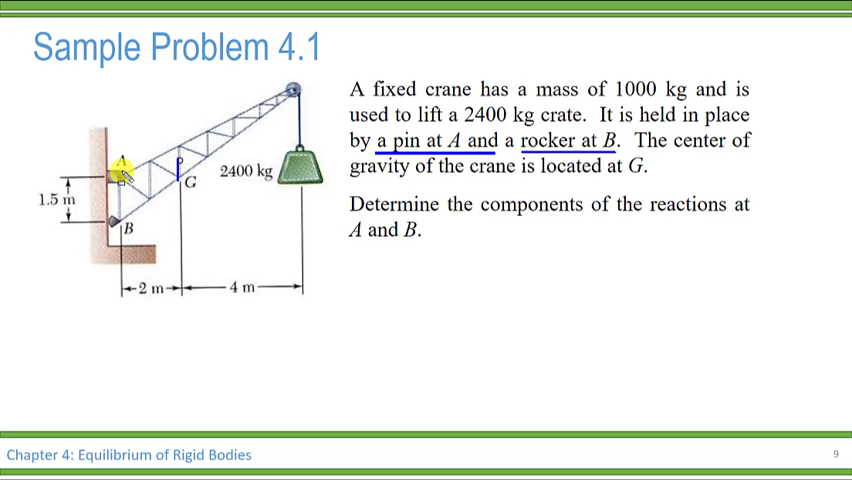 Sample Problem 4.1
A fixed crane has a mass of 1000 kg and is
used to lift a 2400 kg crate. It is held in place
by a pin at A and a rocker at B. The center of
gravity of the crane is located at G.
Determine the components of the reactions at
A and B.
A
2400 kg
G
1.5 m
B
2 m
4 m
Chapter 4: Equilibrium of Rigid Bodies
9